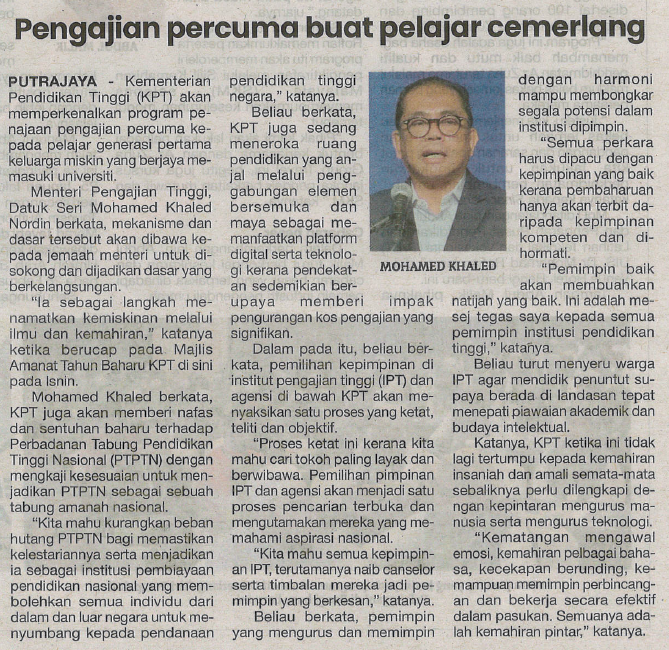 Pengajian percuma buat pelajar cemerlang
PUTRAJAYA - Kementerian
Pendidikan Tinggi (KPT) akan
memperkenalkan program pe-
najaan pengajian percuma ke-
pada pelajar generasi pertama
keluarga miskin yang berjaya me-
masuki universiti.
Menteri Pengajian Tinggi,
Datuk Seri Mohamed Khaled
Nordin berkata, mekanisme dan
dasar tersebut akan dibawa ke-
pada jemaah menteri untuk di-
sokong dan dijadikan dasar yang
berkelangsungan.
"Ia sebagai langkah me-
namatkan kemiskinan melalui
ilmu dan kemahiran," katanya
ketika berucap pada Majlis
Amanat Tahun Baharu KPT di sini
pada Isnin.
Mohamed Khaled berkata,
KPT juga akan memberi nafas
dan sentuhan baharu terhadap
Perbadanan Tabung Pendidikan
Tinggi Nasional (PTPTN) dengan
mengkaji kesesuaian untuk men-
jadikan PTPTN sebagai sebuah
tabung amanah nasional.
"Kita mahu kurangkan beban
hutang PTPTN bagi memastikan
kelestariannya serta menjadikan
ia sebagai institusi pembiayaan
pendidikan nasional yang mem-
bolehkan semua individu dari
dalam dan luar negara untuk me-
nyumbang kepada pendanaan
pendidikan tinggi
negara," katanya.
Beliau berkata,
KPT juga sedang
meneroka ruang
pendidikan yang an-
jal melalui peng-
gabungan elemen
bersemuka dan
maya sebagai me-
manfaatkan platform
digital serta teknolo-
gi kerana pendekat-
an sedemikian ber-
upaya memberi impak
pengurangan kos pengajian yang
signifikan.
Dalam pada itu, beliau ber-
kata, pemilihan kepimpinan di
institut pengajian tinggi (IPT) dan
agensi di bawah KPT akan me-
nyaksikan satu proses yang ketat,
teliti dan objektif.
"Proses ketat ini kerana kita
mahu cari tokoh paling layak dan
berwibawa. Pemilihan pimpinan
IPT dan agensi akan menjadi satu
proses pencarian terbuka dan
mengutamakan mereka yang me-
mahami aspirasi nasional.
"Kita mahu semua kepimpin-
an IPT, terutamanya naib canselor
serta timbalan mereka jadi pe-
mimpin yang berkesan," katanya.
Beliau berkata, pemimpin
yang mengurus dan memimpin
MOHAMED KHALED
dengan harmoni
mampu membongkar
segala potensi dalam
institusi dipimpin.
"Semua perkara
harus dipacu dengan
kepimpinan yang baik
kerana pembaharuan
hanya akan terbit da-
ripada kepimpinan
kompeten dan di-
hormati.
"Pemimpin baik
akan membuahkan
natijah yang baik. Ini adalah me-
sej tegas saya kepada semua
pemimpin institusi pendidikan
tinggi," katanya.
Beliau turut menyeru warga
IPT agar mendidik penuntut su-
paya berada di landasan tepat
menepati piawaian akademik dan
budaya intelektual.
Katanya, KPT ketika ini tidak
lagi tertumpu kepada kemahiran
insaniah dan amali semata-mata
sebaliknya perlu dilengkapi de-
ngan kepintaran mengurus ma-
nusia serta mengurus teknologi.
"Kematangan mengawal
emosi, kemahiran pelbagai baha-
sa, kecekapan berunding, ke-
mampuan memimpin perbincang-
an dan bekerja secara efektif
dalam pasukan. Semuanya ada-
lah kemahiran pintar," katanya.